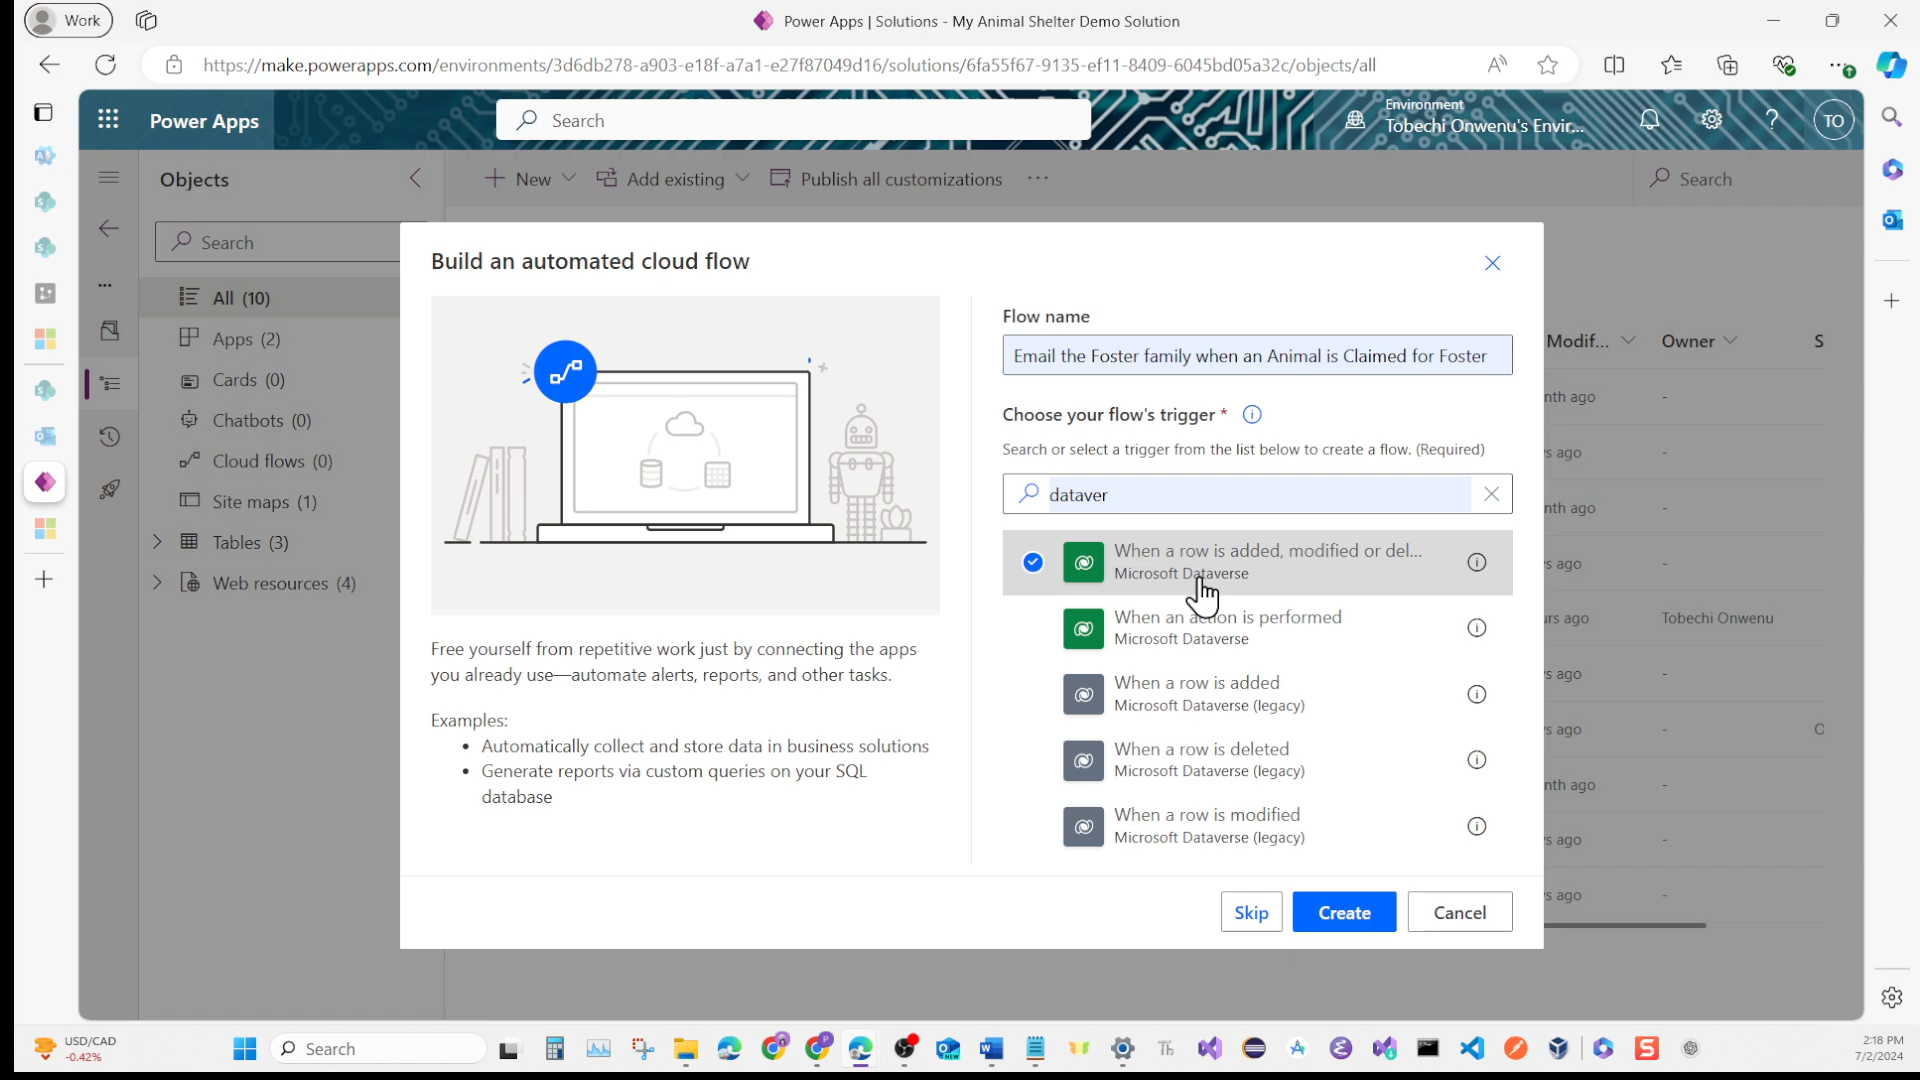 Work
Power Apps | Solutions - My Animal Shelter Demo Solution
https://make.powerapps.com/environments/3d6db278-a903-e18f-a7a1-e27f87049d16/solutions/6fa55f67-9135-ef11-8409-6045bd05a32c/objects/all
Power Apps
Search
Environment
Tobechi Onwenu's Envir...
TO
Objects
New
Add existing
Publish all customizations
Search
Search
All (10)
Apps (2)
Cards (0)
Chatbots (0)
Cloud flows (0)
Site maps (1)
Tables (3)
Web resources (4)
Build an automated cloud flow
Free yourself from repetitive work just by connecting the apps
you already use—automate alerts, reports, and other tasks.
Examples:
• Automatically collect and store data in business solutions
• Generate reports via custom queries on your SQL
database
Flow name
Email the Foster family when an Animal is Claimed for Foster
Choose your flow's trigger *
Search or select a trigger from the list below to create a flow. (Required)
dataver
When a row is added, modified or del...
Microsoft Dataverse
When an action is performed
Microsoft Dataverse
When a row is added
Microsoft Dataverse (legacy)
When a row is deleted
Microsoft Dataverse (legacy)
When a row is modified
Microsoft Dataverse (legacy)
Skip
Create
Cancel
Modif...
Owner
S
nth ago
-
s ago
-
nth ago
-
s ago
-
urs ago
Tobechi Onwenu
s ago
-
s ago
-
nth ago
-
s ago
-
s ago
-
USD/CAD
-0.42%
Search
2:18 PM
7/2/2024